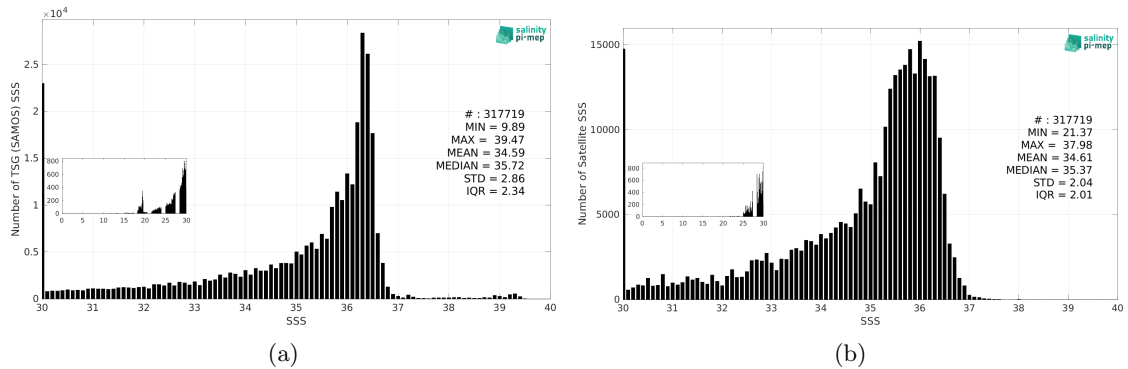 ×10⁴
salinity
pi-mep
# : 317719
MIN = 9.89
MAX = 39.47
MEAN = 34.59
MEDIAN = 35.72
STD = 2.86
IQR = 2.34
Number of TSG (SAMOS) SSS
2.5
2
1.5
1
0.5
0
800
600
400
200
0
0 5 10 15 20 25 30
30 31 32 33 34 35 36 37 38 39 40
SSS
(a)
salinity
pi-mep
# : 317719
MIN = 21.37
MAX = 37.98
MEAN = 34.61
MEDIAN = 35.37
STD = 2.04
IQR = 2.01
Number of Satellite SSS
15000
10000
5000
0
800
600
400
200
0
0 5 10 15 20 25 30
30 31 32 33 34 35 36 37 38 39 40
SSS
(b)